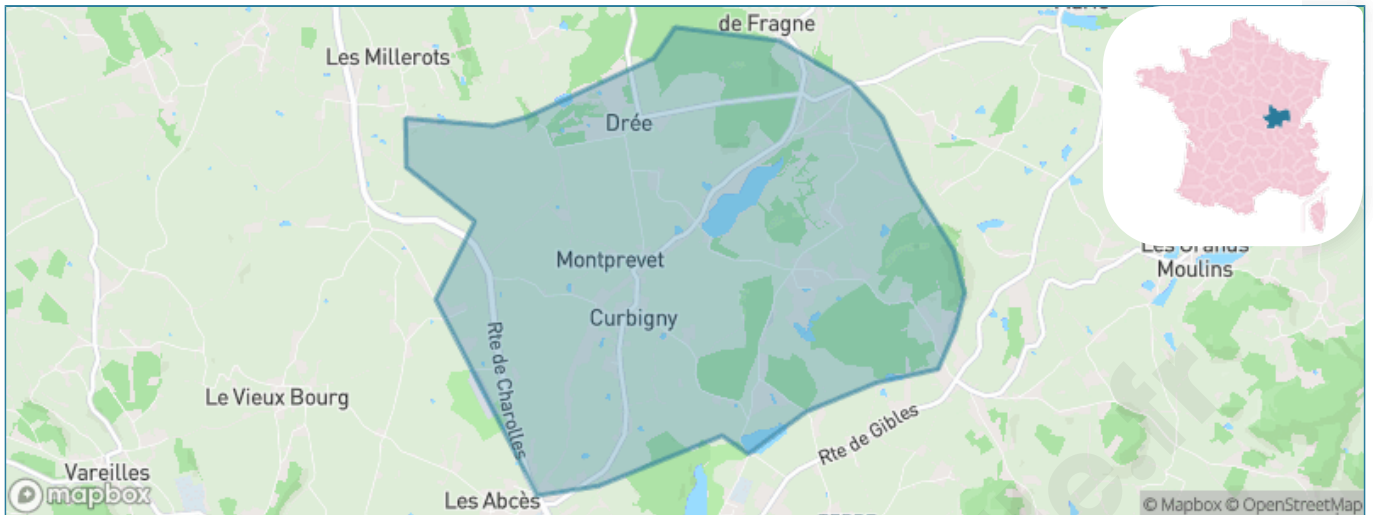 de Fragne
Les Millerots
Drée
Montprevet
Les Grands
Moulins
Curbigny
Rte de Charolles
Le Vieux Bourg
Rte de Gibles
Vareilles
Les Abcès
mapbox
© Mapbox © OpenStreetMap